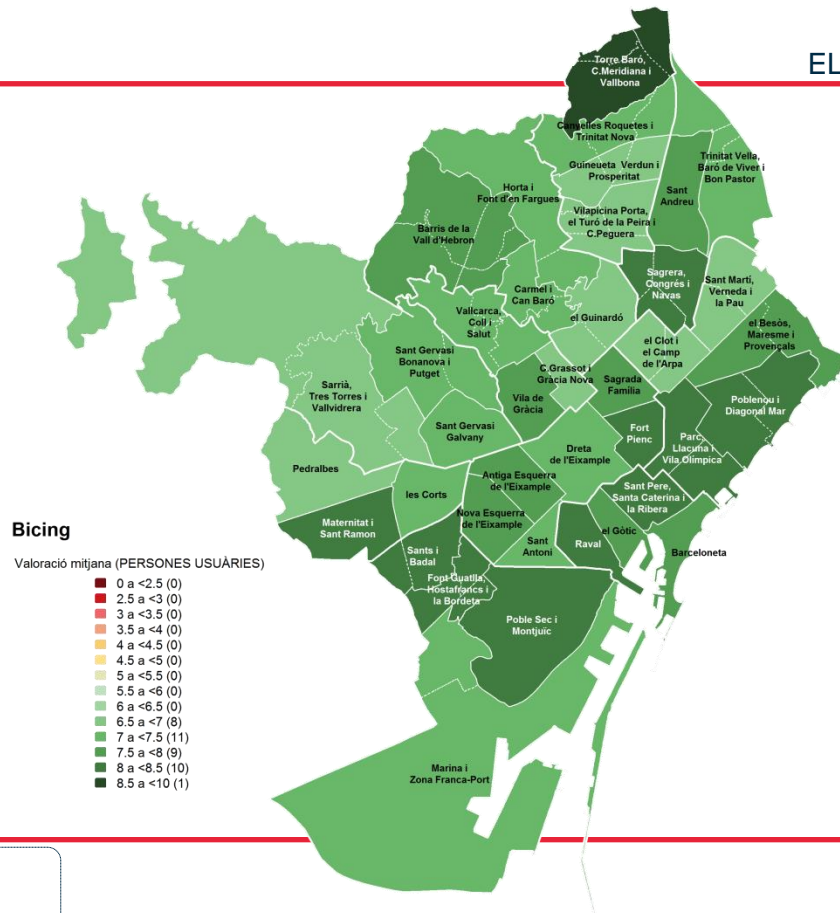 EL
Torre Baró,
C.Meridiana i
Vallbona
Canyelles Roquetes i
Trinitat Nova
Guineueta Verdun i
Prosperitat
Trinitat Vella,
Baró de Viver i
Bon Pastor
Sant
Andreu
Horta i
Font d'en Fargues
Vilapicina Porta,
el Turó de la Peira i
C.Peguera
Barris de la
Vall d'Hebron
Sagrera,
Congrés i
Navas
Sant Martí,
Verneda i
la Pau
Carmel i
Can Baró
Vallcarca,
Coll i
Salut
el Guinardó
el Besòs,
Maresme i
Provençals
el Clot i
el Camp
de l'Arpa
Sant Gervasi
Bonanova i
Putget
C.Grassot i
Gràcia Nova
Sagrada
Família
Sarrià,
Tres Torres i
Vallvidrera
Vila de
Gràcia
Poblenou i
Diagonal Mar
Sant Gervasi
Galvany
Fort
Pienc
Parc,
Llacuna i
Vila Olímpica
Dreta
de l'Eixample
Pedralbes
Antiga Esquerra
de l'Eixample
Sant Pere,
Santa Caterina i
la Ribera
les Corts
Nova Esquerra
de l'Eixample
Maternitat i
Sant Ramon
el Gòtic
Sant
Antoni
Raval
Barceloneta
Sants i
Badal
Font Guatlla,
Hostafrancs i
la Bordeta
Poble Sec i
Montjuïc
Marina i
Zona Franca-Port
Bicing
Valoració mitjana (PERSONES USUÀRIES)
0 a <2.5 (0)
2.5 a <3 (0)
3 a <3.5 (0)
3.5 a <4 (0)
4 a <4.5 (0)
4.5 a <5 (0)
5 a <5.5 (0)
5.5 a <6 (0)
6 a <6.5 (0)
6.5 a <7 (8)
7 a <7.5 (11)
7.5 a <8 (9)
8 a <8.5 (10)
8.5 a <10 (1)